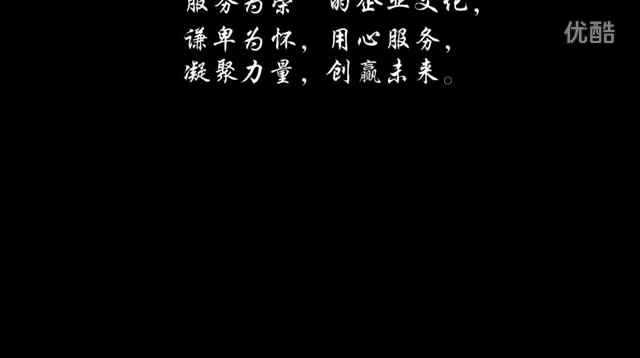 服务为荣 的企业文化，
优酷
谦卑为怀，用心服务，
凝聚力量，创赢未来。